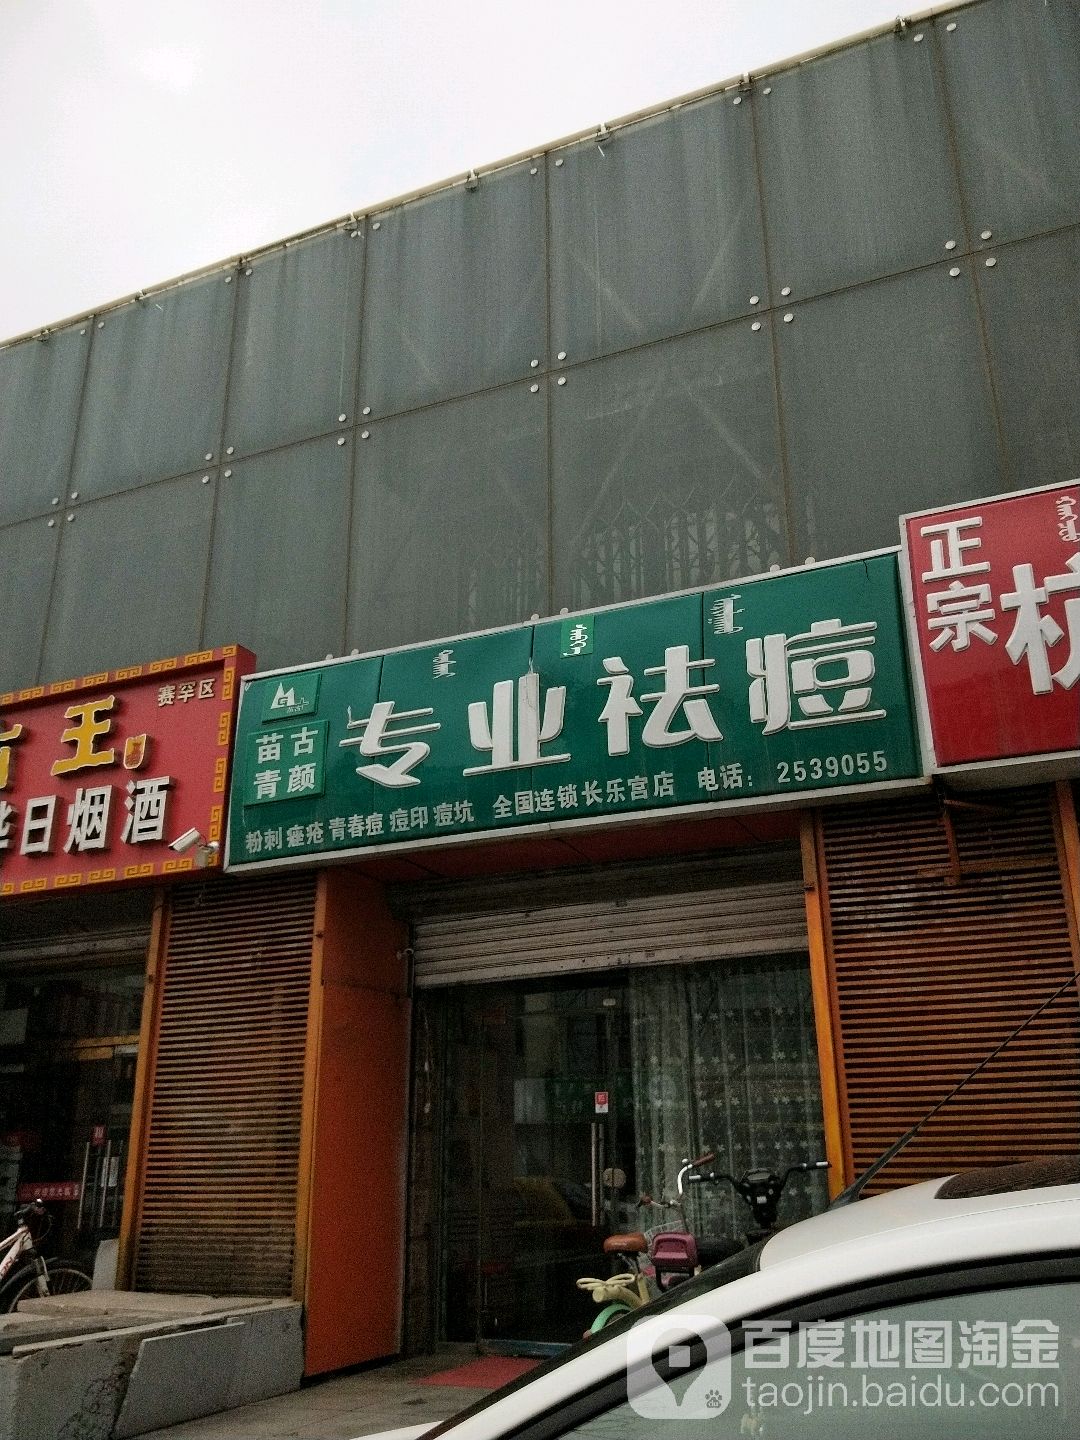 王
赛罕区
日烟酒
苗古
青颜
专业祛痘
粉刺 痤疮 青春痘 痘印 痘坑 全国连锁长乐宫店 电话：2539055
正宗
杭
百度地图淘金
taojin.baidu.com